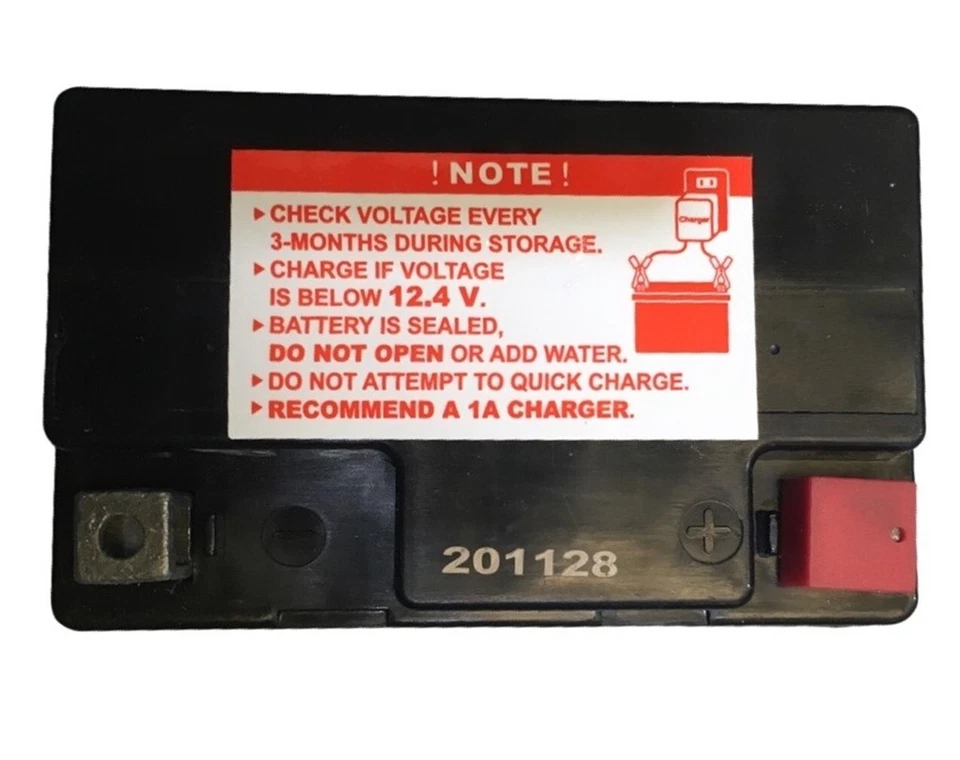 ! NOTE !
Charger
▶ CHECK VOLTAGE EVERY
3-MONTHS DURING STORAGE.
▶ CHARGE IF VOLTAGE
IS BELOW 12.4 V.
▶ BATTERY IS SEALED,
DO NOT OPEN OR ADD WATER.
▶ DO NOT ATTEMPT TO QUICK CHARGE.
▶ RECOMMEND A 1A CHARGER.
− +
201128